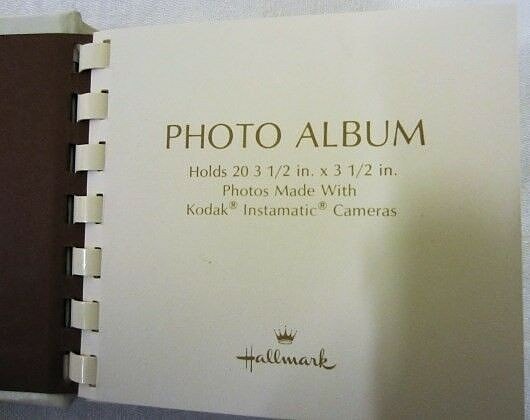 PHOTO ALBUM
Holds 20 3 1/2 in. x 3 1/2 in.
Photos Made With
Kodak® Instamatic® Cameras
Hallmark